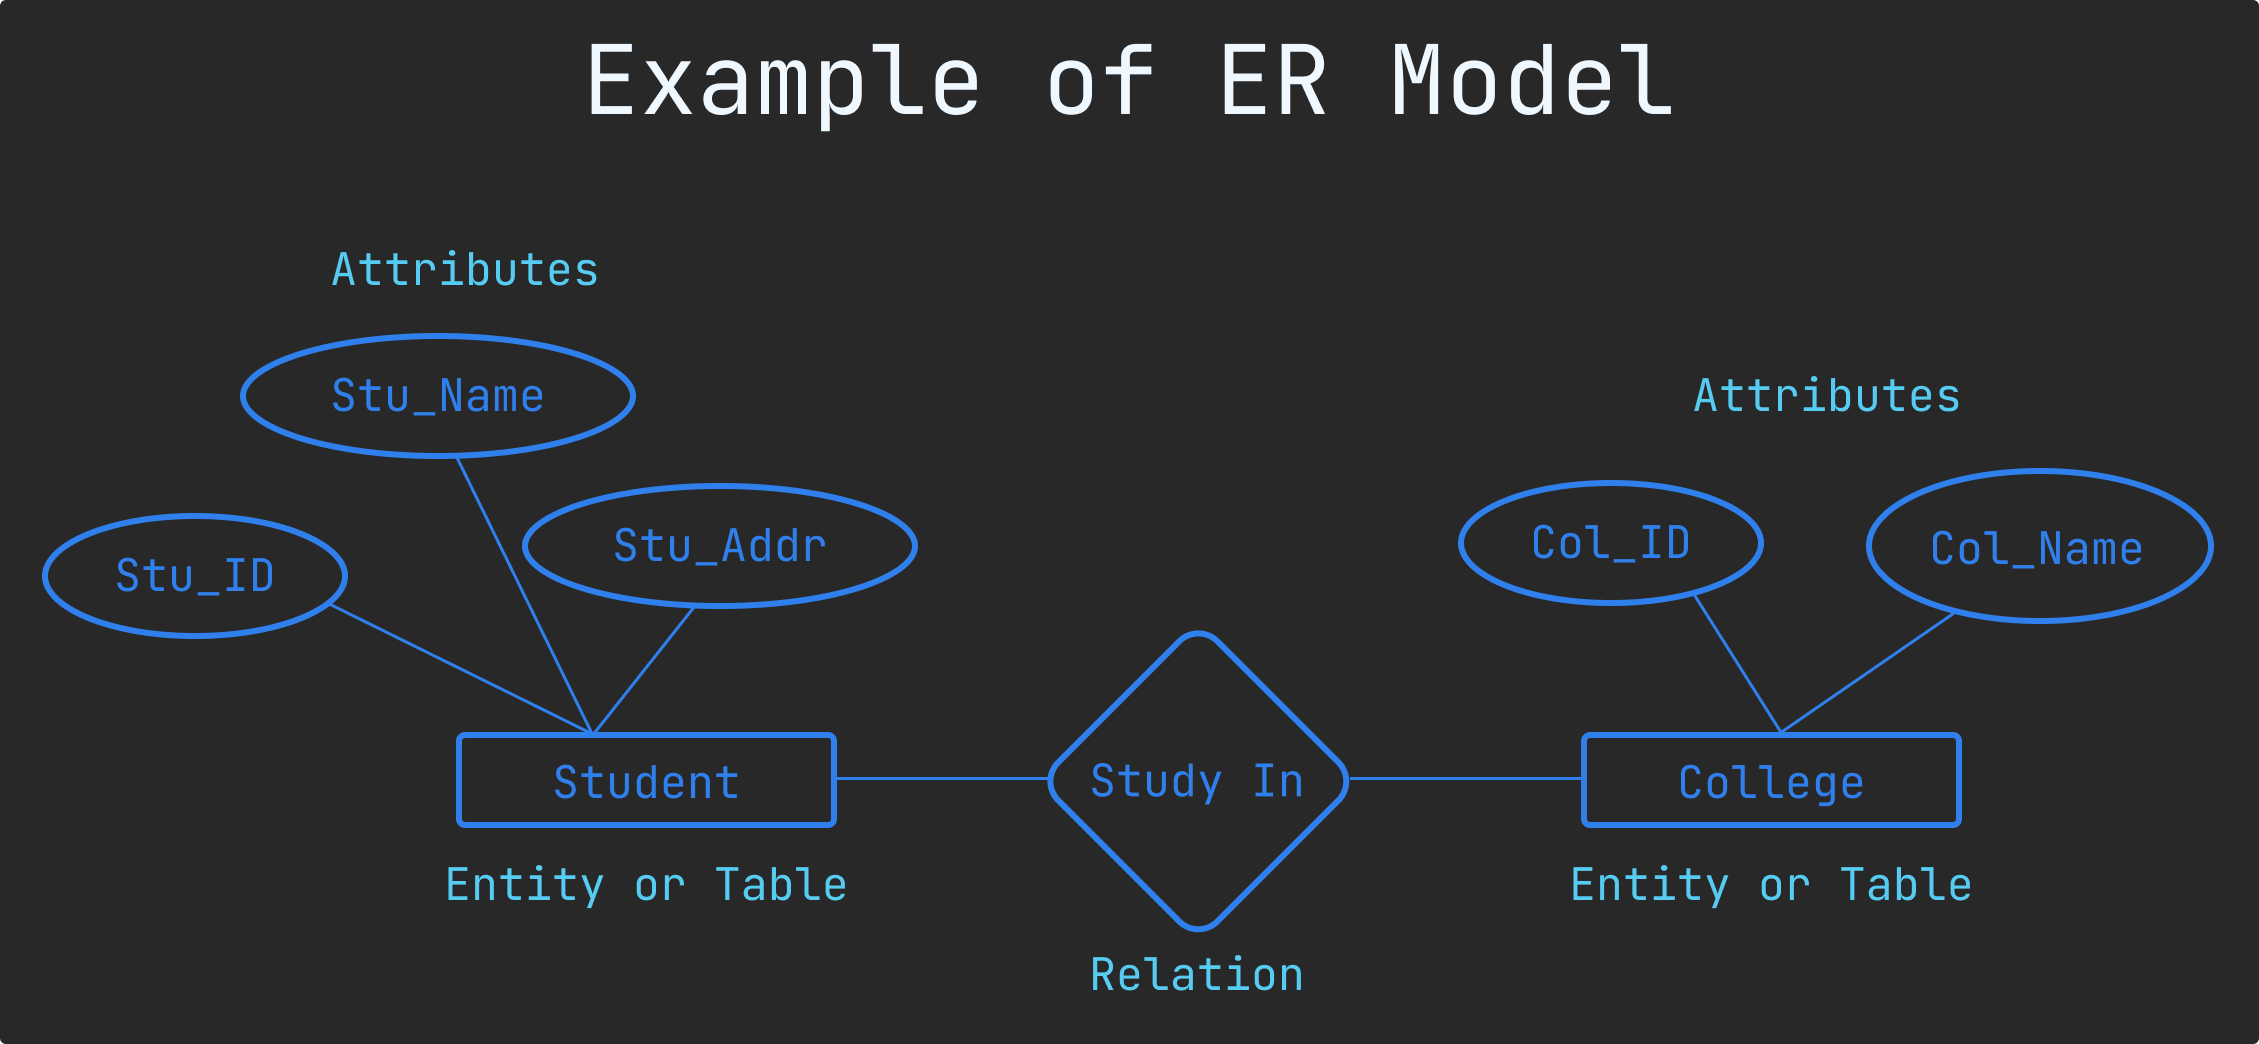 Example of ER Model
Attributes
Stu_Name
Attributes
Stu_ID
Stu_Addr
Col_ID
Col_Name
Student
Study In
College
Entity or Table
Entity or Table
Relation